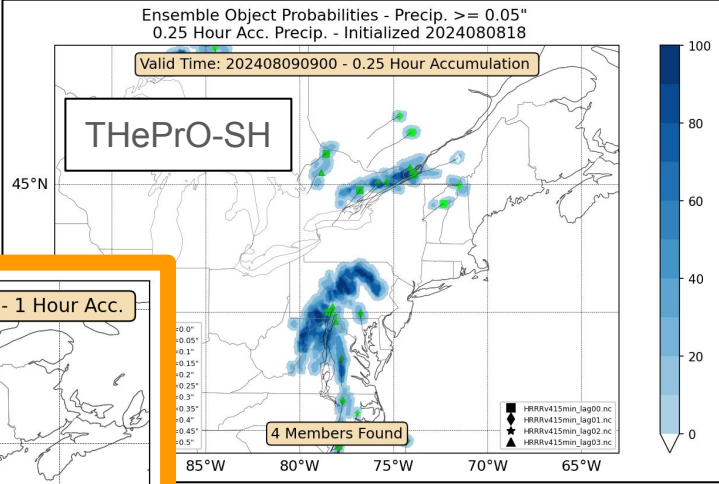 Ensemble Object Probabilities - Precip. >= 0.05"
0.25 Hour Acc. Precip. - Initialized 2024080818
Valid Time: 202408090900 - 0.25 Hour Accumulation
THePrO-SH
45°N
- 1 Hour Acc.
=0.0"
=0.05"
=0.1"
=0.15"
=0.2"
=0.25"
=0.3"
=0.35"
=0.4"
=0.45"
=0.5"
4 Members Found
HRRRv415min_lag00.nc
HRRRv415min_lag01.nc
HRRRv415min_lag02.nc
HRRRv415min_lag03.nc
85°W
80°W
75°W
70°W
65°W
100
80
60
40
20
0